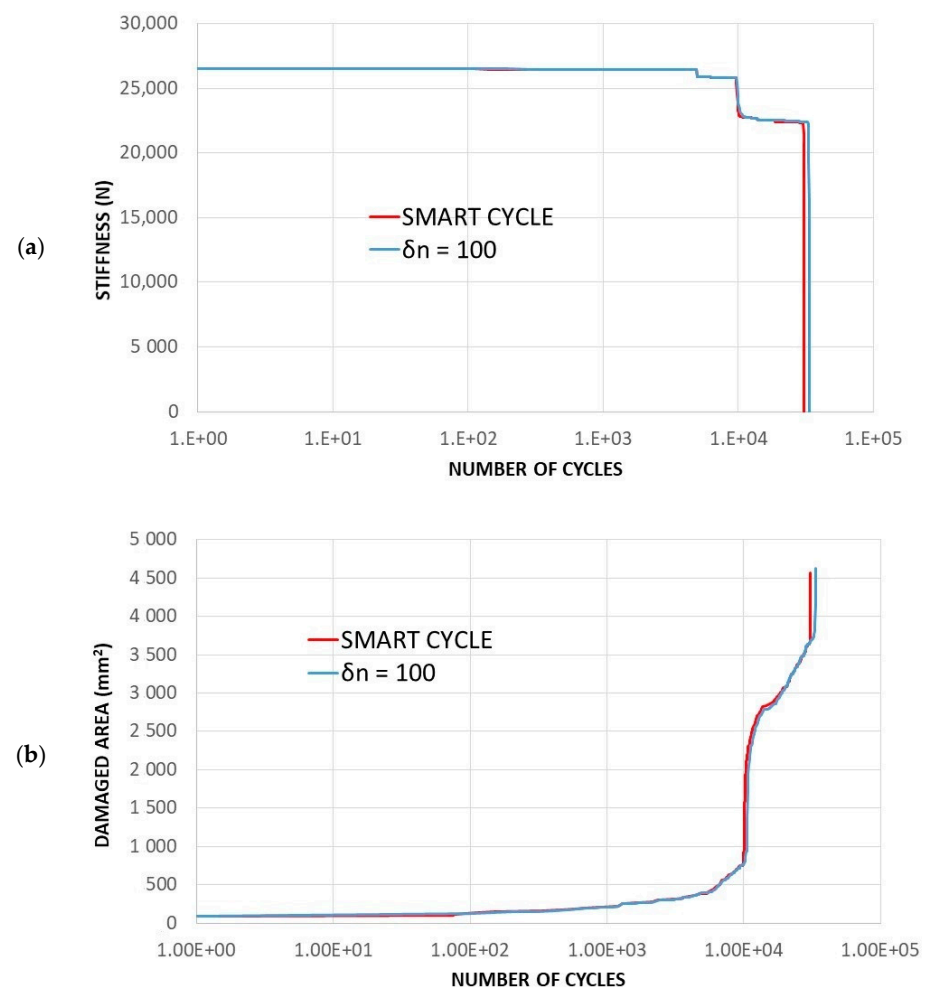 30,000
25,000
20,000
15,000
10,000
5 000
0
STIFFNESS (N)
(a)
SMART CYCLE
δn = 100
1.E+00 1.E+01 1.E+02 1.E+03 1.E+04 1.E+05
NUMBER OF CYCLES
5 000
4 500
4 000
3 500
3 000
2 500
2 000
1 500
1 000
500
0
DAMAGED AREA (mm²)
(b)
SMART CYCLE
δn = 100
1.00E+00 1.00E+01 1.00E+02 1.00E+03 1.00E+04 1.00E+05
NUMBER OF CYCLES